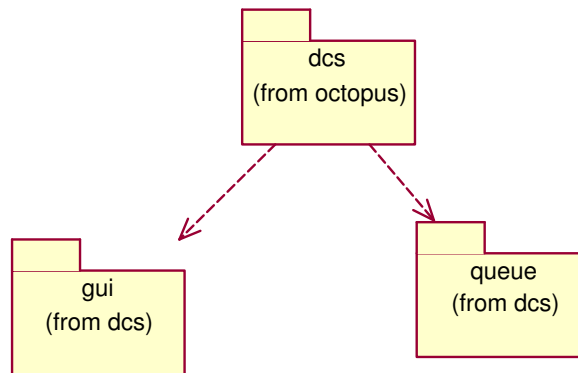 dcs
(from octopus)
gui
(from dcs)
queue
(from dcs)